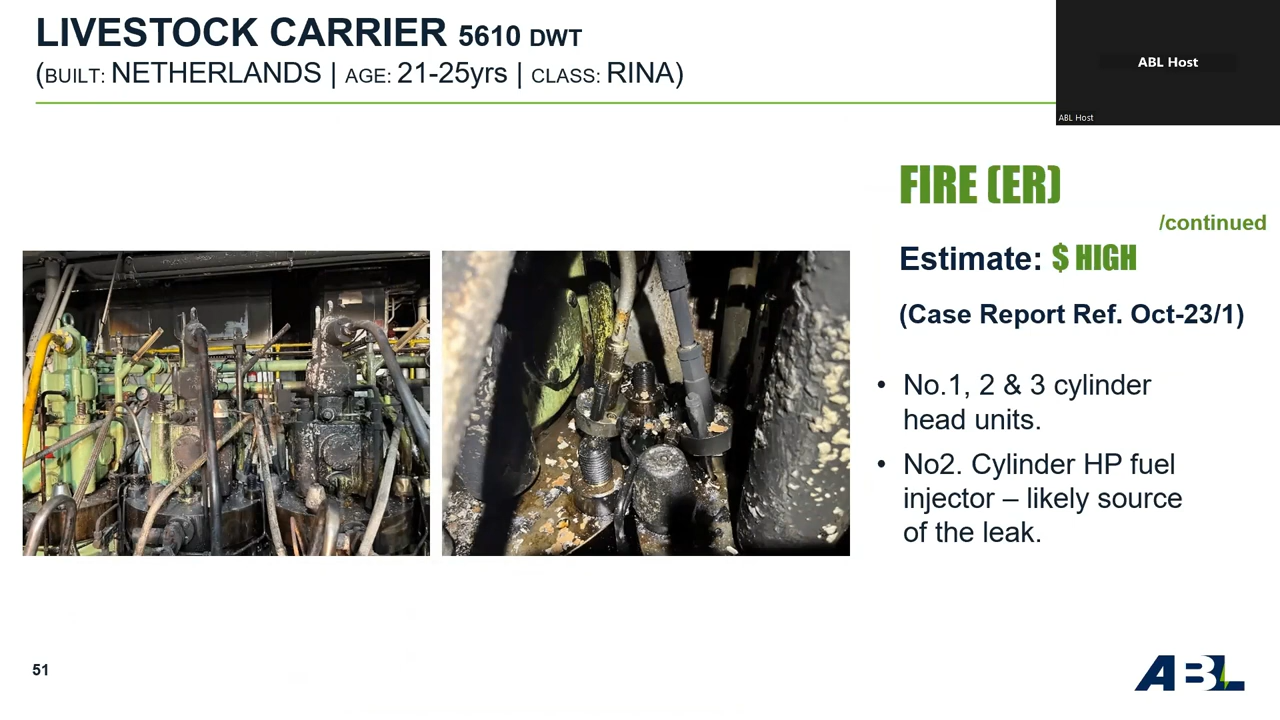 LIVESTOCK CARRIER 5610 DWT
(BUILT: NETHERLANDS | AGE: 21-25yrs | CLASS: RINA)
ABL Host
ABL Host
FIRE (ER)
/continued
Estimate: $ HIGH
(Case Report Ref. Oct-23/1)
• No.1, 2 & 3 cylinder
head units.
• No2. Cylinder HP fuel
injector – likely source
of the leak.
51
ABL